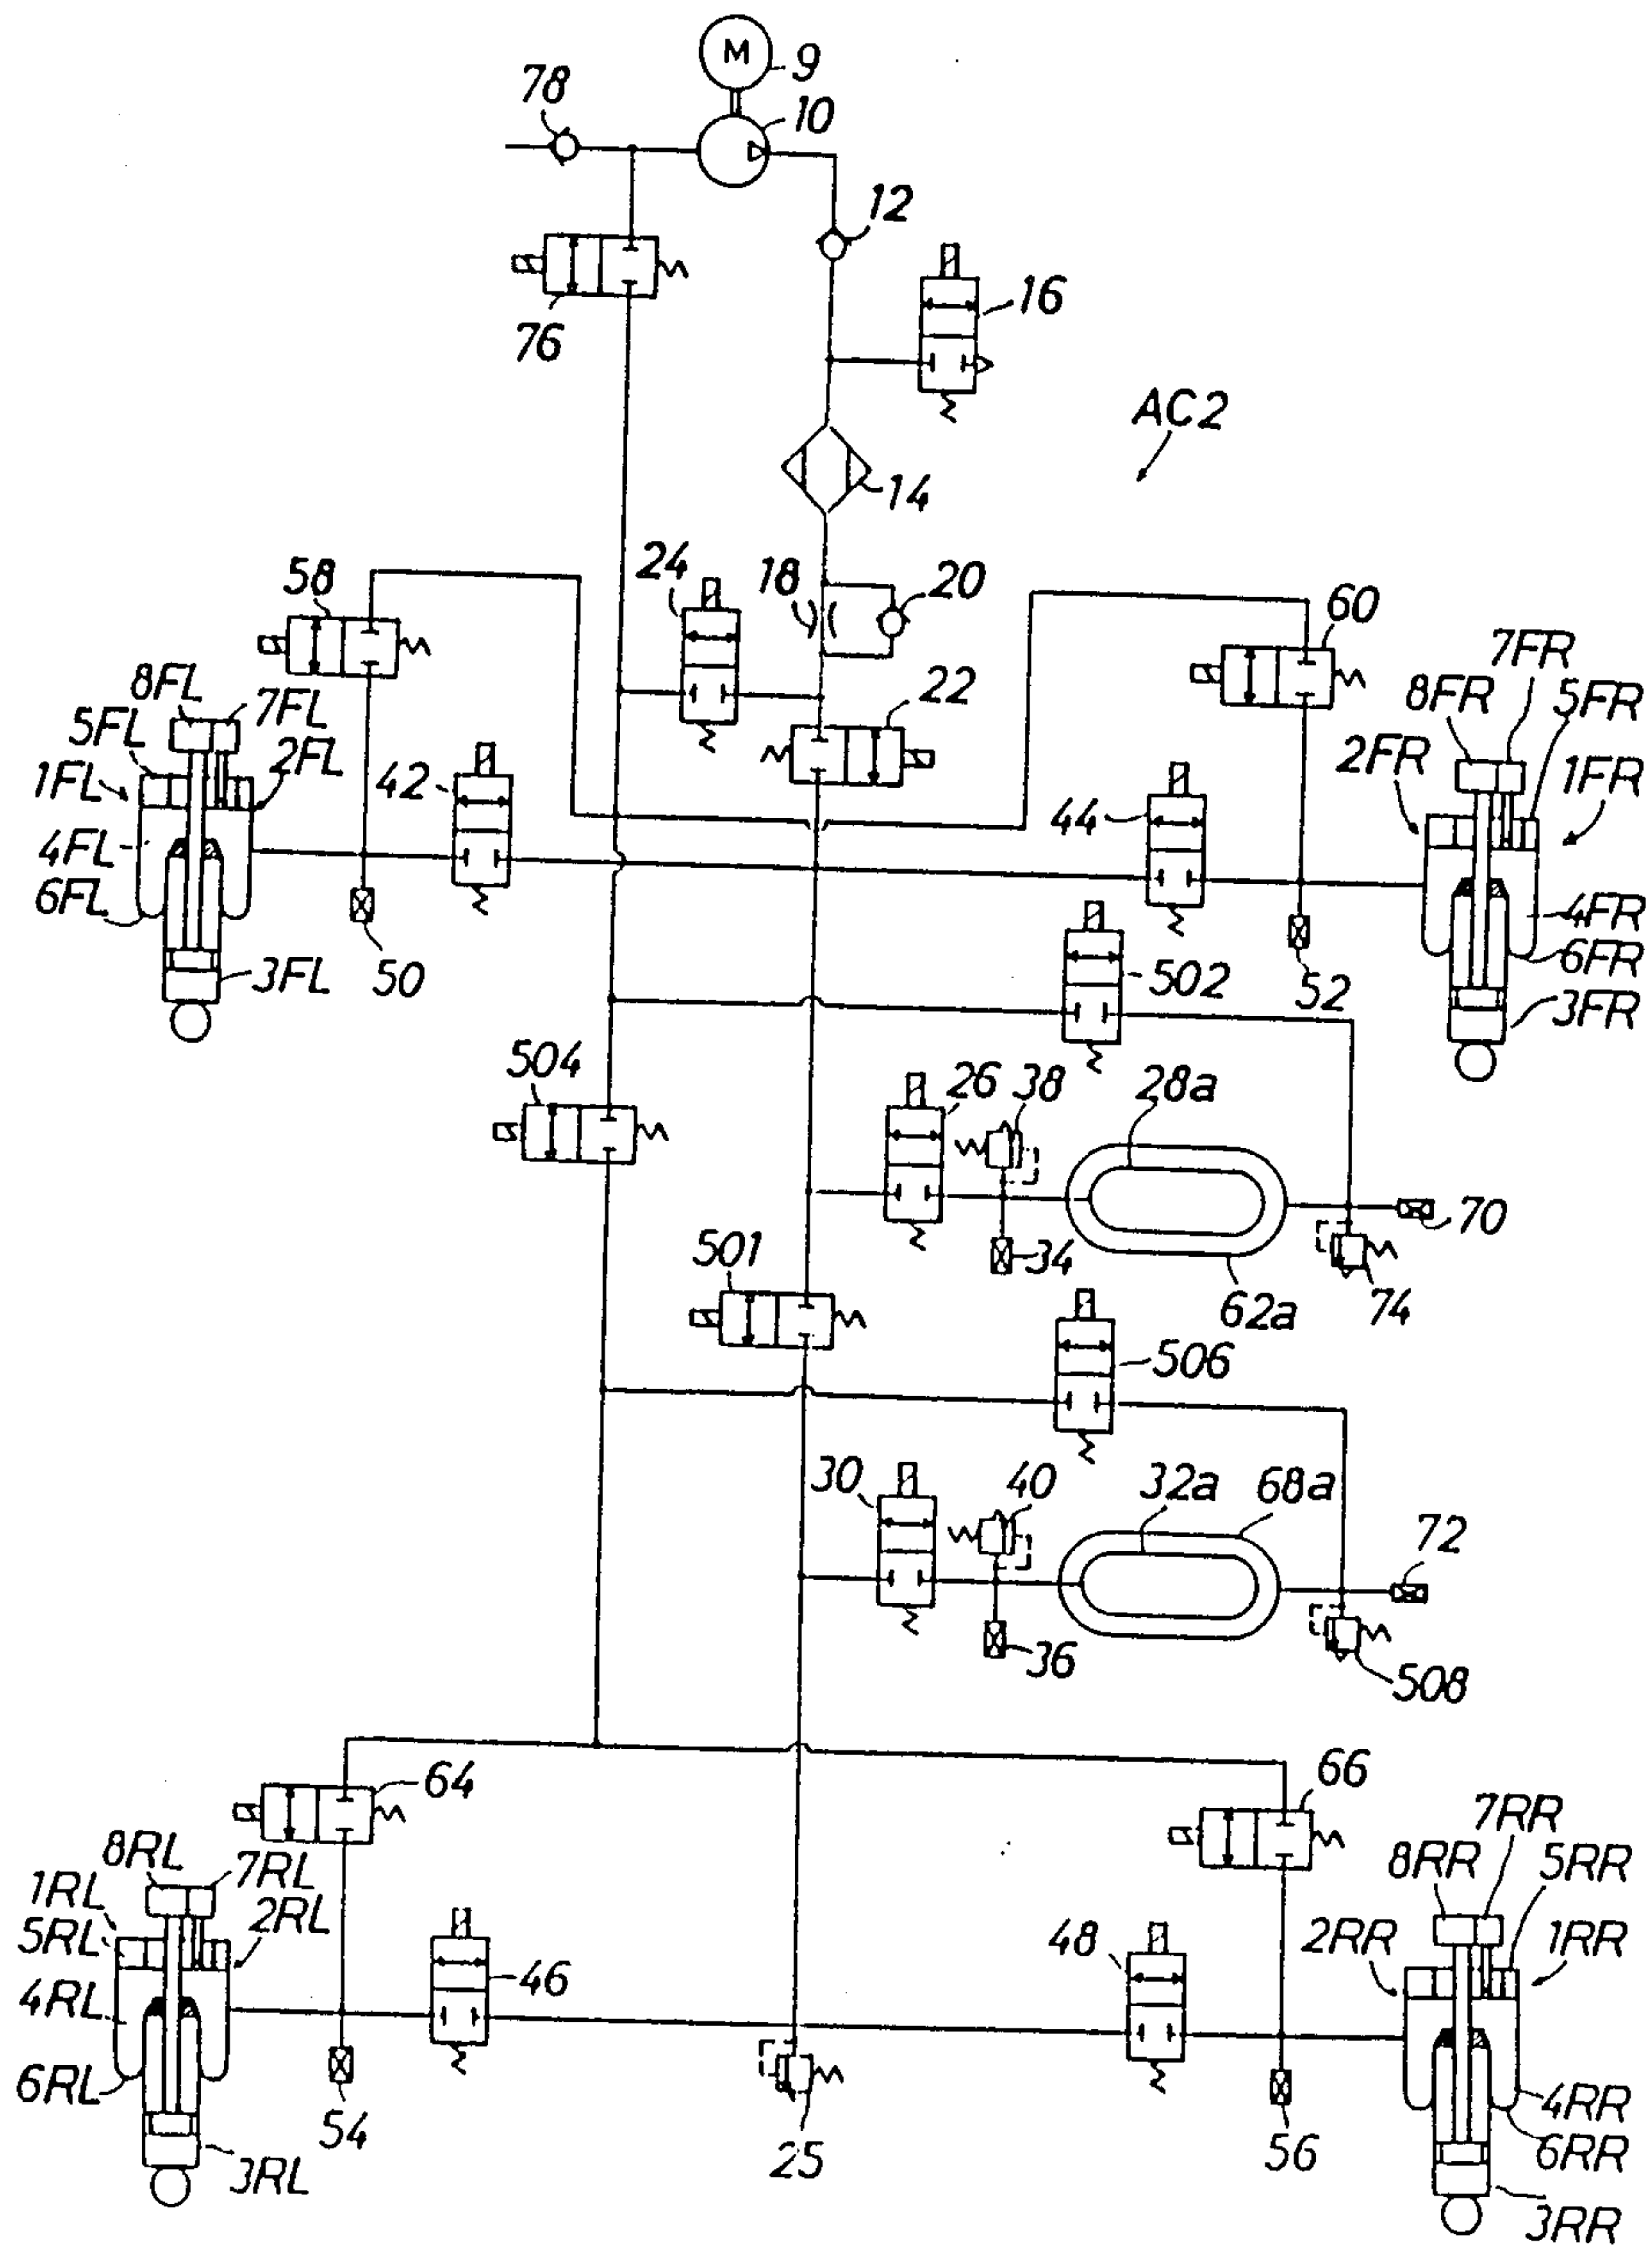 M
9
78
10
12
16
76
AC2
14
58
24
18
20
60
22
7FR
8FL
7FL
8FR
5FR
5FL
2FL
2FR
1FR
1FL
42
44
4FL
6FL
4FR
6FR
50
502
52
3FL
3FR
504
26
38
28a
70
501
34
62a
74
506
30
40
32a
68a
72
36
508
64
66
7RR
8RL
7RL
8RR
5RR
1RL
2RL
5RL
48
2RR
1RR
46
4RL
6RL
54
25
56
4RR
6RR
3RL
3RR